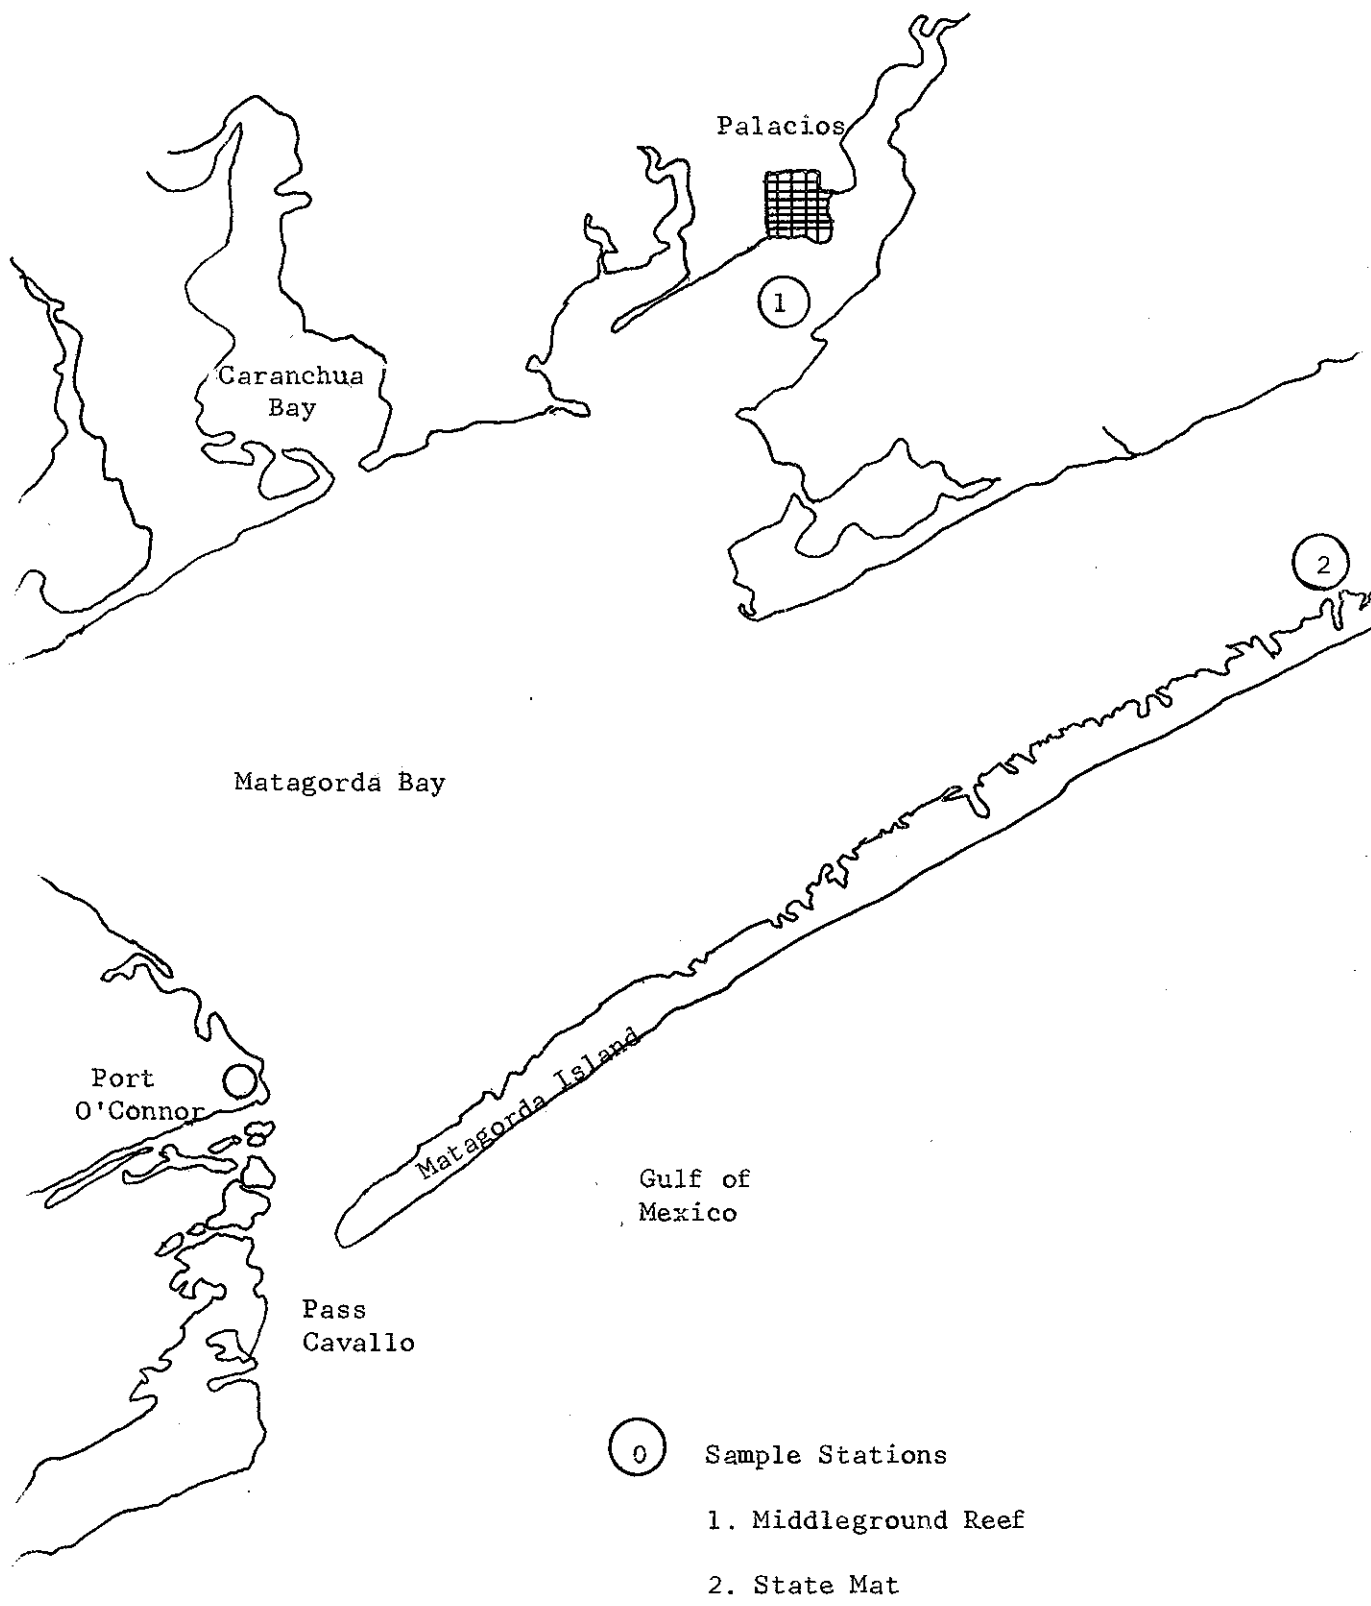 Palacios
1
Caranchua
Bay
2
Matagorda Bay
Port
O'Connor
Matagorda Island
Gulf of
Mexico
Pass
Cavallo
0 Sample Stations
1. Middleground Reef
2. State Mat